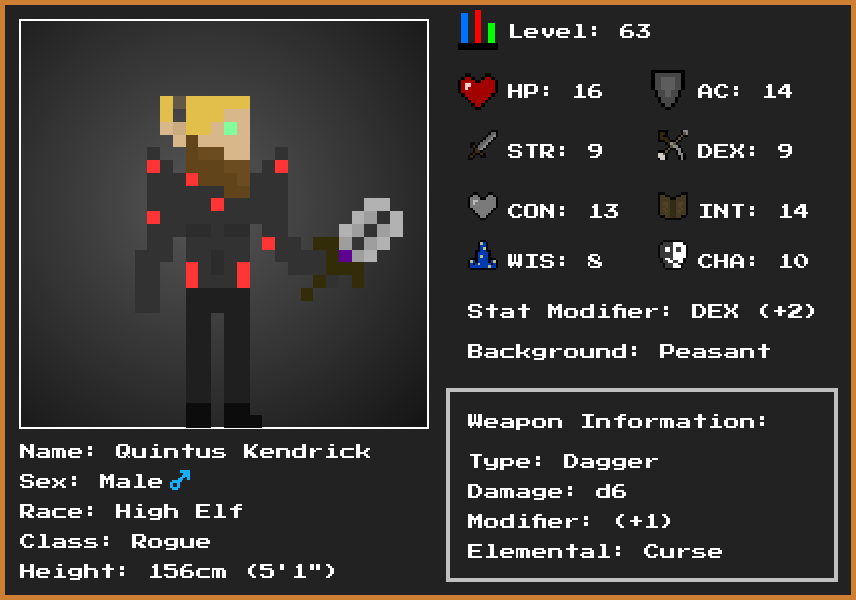 Level: 63
HP: 16
AC: 14
STR: 9
DEX: 9
CON: 13
INT: 14
WIS: 8
CHA: 10
Stat Modifier: DEX (+2)
Background: Peasant
Weapon Information:
Type: Dagger
Damage: d6
Modifier: (+1)
Elemental: Curse
Name: Quintus Kendrick
Sex: Male ♂
Race: High Elf
Class: Rogue
Height: 156cm (5'1")